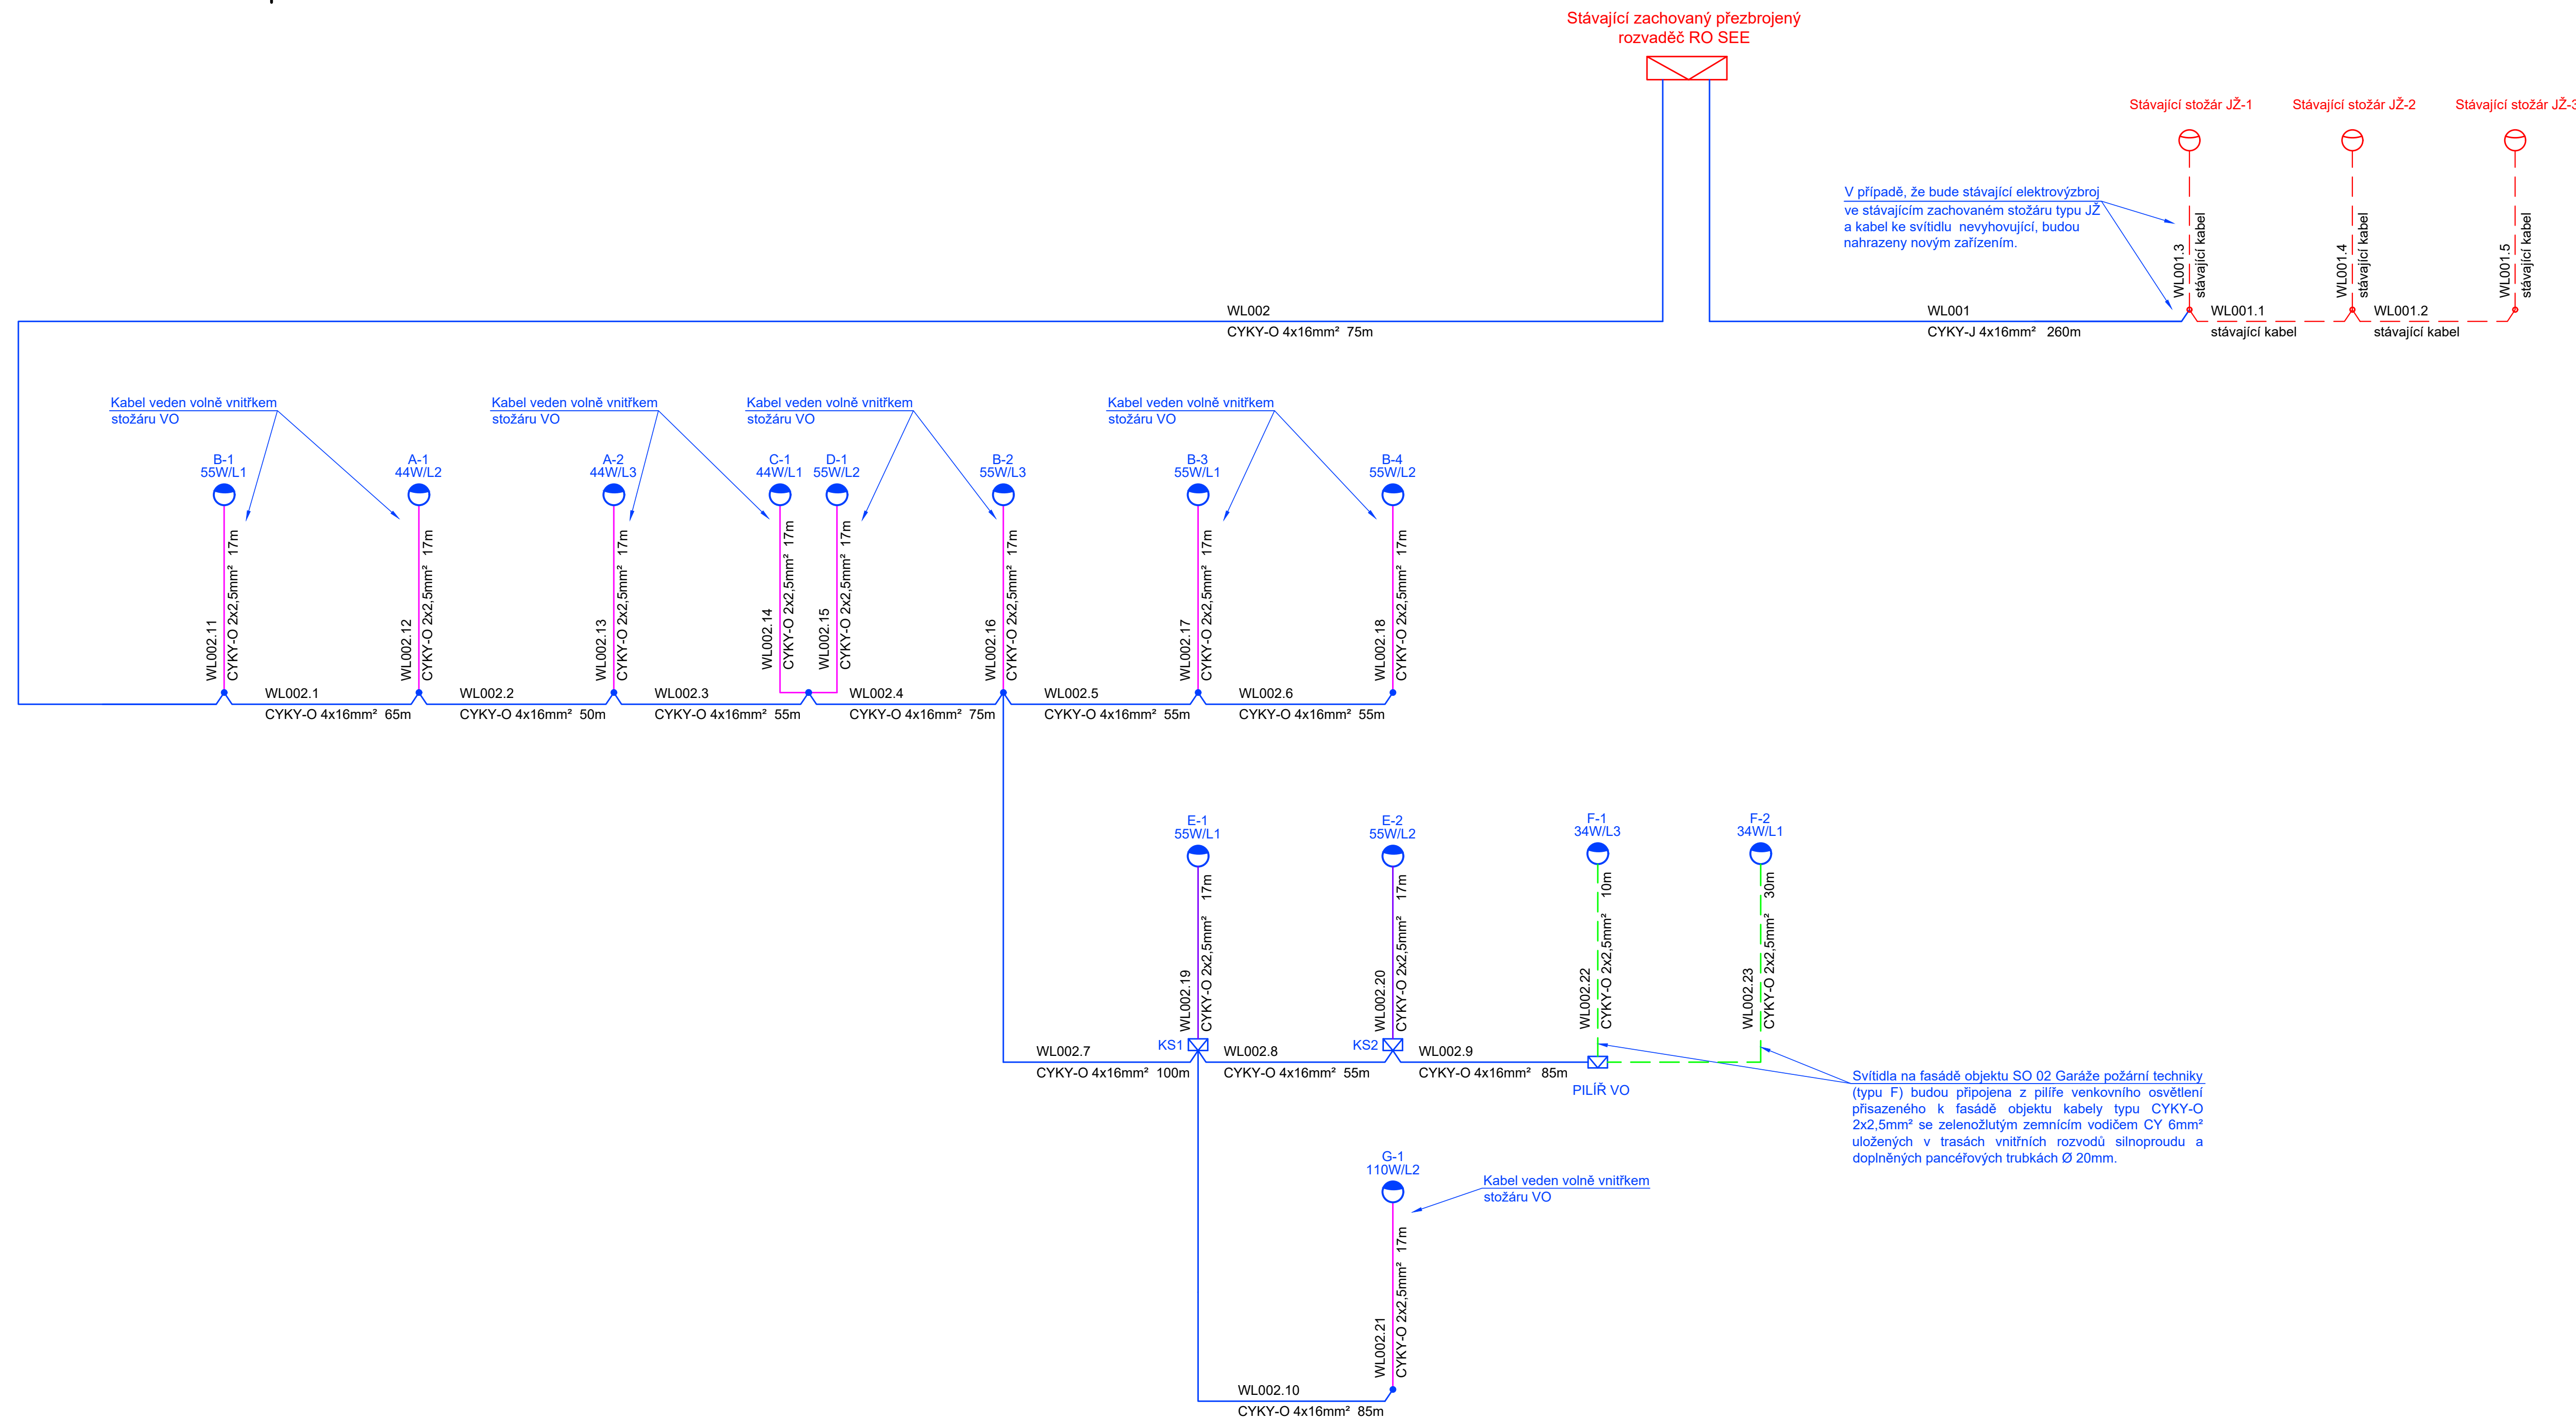 Stávající zachovaný přezbrojený
rozvaděč RO SEE
Stávající stožár JŽ-1
Stávající stožár JŽ-2
Stávající stožár JŽ-3
V případě, že bude stávající elektrovýzbroj
ve stávajícím zachovaném stožáru typu JŽ
a kabel ke svítidlu nevyhovující, budou
nahrazeny novým zařízením.
WL001.3
stávající kabel
WL001.4
stávající kabel
WL001.5
stávající kabel
WL002
CYKY-O 4x16mm² 75m
WL001
CYKY-J 4x16mm² 260m
WL001.1
stávající kabel
WL001.2
stávající kabel
Kabel veden volně vnitřkem
stožáru VO
Kabel veden volně vnitřkem
stožáru VO
Kabel veden volně vnitřkem
stožáru VO
Kabel veden volně vnitřkem
stožáru VO
B-1
55W/L1
A-1
44W/L2
A-2
44W/L3
C-1
44W/L1
D-1
55W/L2
B-2
55W/L3
B-3
55W/L1
B-4
55W/L2
WL002.11
CYKY-O 2x2,5mm² 17m
WL002.12
CYKY-O 2x2,5mm² 17m
WL002.13
CYKY-O 2x2,5mm² 17m
WL002.14
CYKY-O 2x2,5mm² 17m
WL002.15
CYKY-O 2x2,5mm² 17m
WL002.16
CYKY-O 2x2,5mm² 17m
WL002.17
CYKY-O 2x2,5mm² 17m
WL002.18
CYKY-O 2x2,5mm² 17m
WL002.1
CYKY-O 4x16mm² 65m
WL002.2
CYKY-O 4x16mm² 50m
WL002.3
CYKY-O 4x16mm² 55m
WL002.4
CYKY-O 4x16mm² 75m
WL002.5
CYKY-O 4x16mm² 55m
WL002.6
CYKY-O 4x16mm² 55m
E-1
55W/L1
E-2
55W/L2
F-1
34W/L3
F-2
34W/L1
WL002.19
CYKY-O 2x2,5mm² 17m
WL002.20
CYKY-O 2x2,5mm² 17m
WL002.22
CYKY-O 2x2,5mm² 10m
WL002.23
CYKY-O 2x2,5mm² 30m
KS1
KS2
WL002.7
CYKY-O 4x16mm² 100m
WL002.8
CYKY-O 4x16mm² 55m
WL002.9
CYKY-O 4x16mm² 85m
PILÍŘ VO
Svítidla na fasádě objektu SO 02 Garáže požární techniky
(typu F) budou připojena z pilíře venkovního osvětlení
přisazeného k fasádě objektu kabely typu CYKY-O
2x2,5mm² se zelenožlutým zemnícím vodičem CY 6mm²
uložených v trasách vnitřních rozvodů silnoproudu a
doplněných pancéřových trubkách Ø 20mm.
G-1
110W/L2
Kabel veden volně vnitřkem
stožáru VO
WL002.21
CYKY-O 2x2,5mm² 17m
WL002.10
CYKY-O 4x16mm² 85m